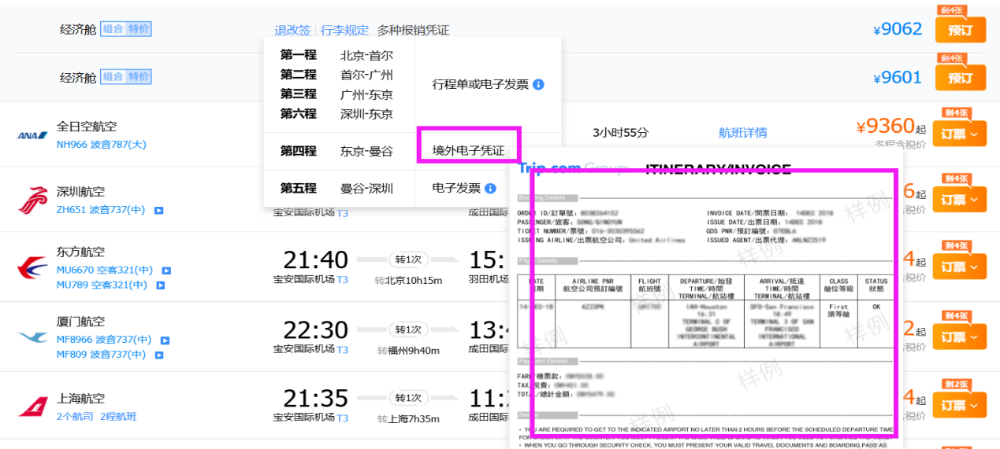 剩4张
经济舱 组合 特价 退改签 | 行李规定 多种报销凭证 ¥9062 预订
剩4张
经济舱 组合 特价 ¥9601 预订
第一程 北京-首尔
第二程 首尔-广州
第三程 广州-东京
第六程 深圳-东京
行程单或电子发票
第四程 东京-曼谷 境外电子凭证
第五程 曼谷-深圳 电子发票
剩4张
ANA 全日空航空 3小时55分 航班详情 ¥9360起 订票
NH966 波音787(大) 多程含税价
剩4张
深圳航空 6起 订票
ZH651 波音737(中) 税价
宝安国际机场 T3 成田国际
剩4张
东方航空 21:40 转1次 15: 4起 订票
MU6670 空客321(中)
MU789 空客321(中)
宝安国际机场 T3 转北京10h15m 羽田机场 税价
剩4张
厦门航空 22:30 转1次 13:4 2起 订票
MF8966 波音737(中)
MF809 波音737(中)
宝安国际机场 T3 转福州9h40m 成田国际 税价
剩2张
上海航空 21:35 转1次 11: 4起 订票
2个航司 2程航班
宝安国际机场 T3 转上海7h35m 成田国际 税价
Trip.com Group: ITINERARY/INVOICE
Booking Details
ORDER ID/訂單號: INVOICE DATE/開票日期: 14DEC 2018
PASSENGER/旅客: ISSUE DATE/出票日期: 14DEC 2018
TICKET NUMBER/票號: GDS PNR/預訂編號:
ISSUING AIRLINE/出票航空公司: United Airlines ISSUED AGENT/出票代理:
样例
Flight Details
样例
DATE 日期
AIRLINE PNR
航空公司預訂編號
FLIGHT
航班號
DEPARTURE/始發
TIME/時間
TERMINAL/航站樓
ARRIVAL/抵達
TIME/時間
TERMINAL/航站樓
CLASS
艙位等級
STATUS
狀態
14-DEC-18
AZ23PK
IAH-Houston
16:31
TERMINAL C OF
GEORGE BUSH
INTERCONTINENTAL
AIRPORT
SFO-San Francisco
18:49
TERMINAL 3 OF SAN
FRANCISCO
INTERNATIONAL
AIRPORT
First
頭等艙
OK
样例
样例
Payment Details
FARE/機票款:
TAX/稅費:
TOTAL/總計金額:
样例
Notice
样例
• YOU ARE REQUIRED TO GET TO THE INDICATED AIRPORT NO LATER THAN 2 HOURS BEFORE THE SCHEDULED DEPARTURE TIME
• WHEN YOU GO THROUGH SECURITY CHECK, YOU MUST PRESENT YOUR VALID TRAVEL DOCUMENTS AND BOARDING PASS AS